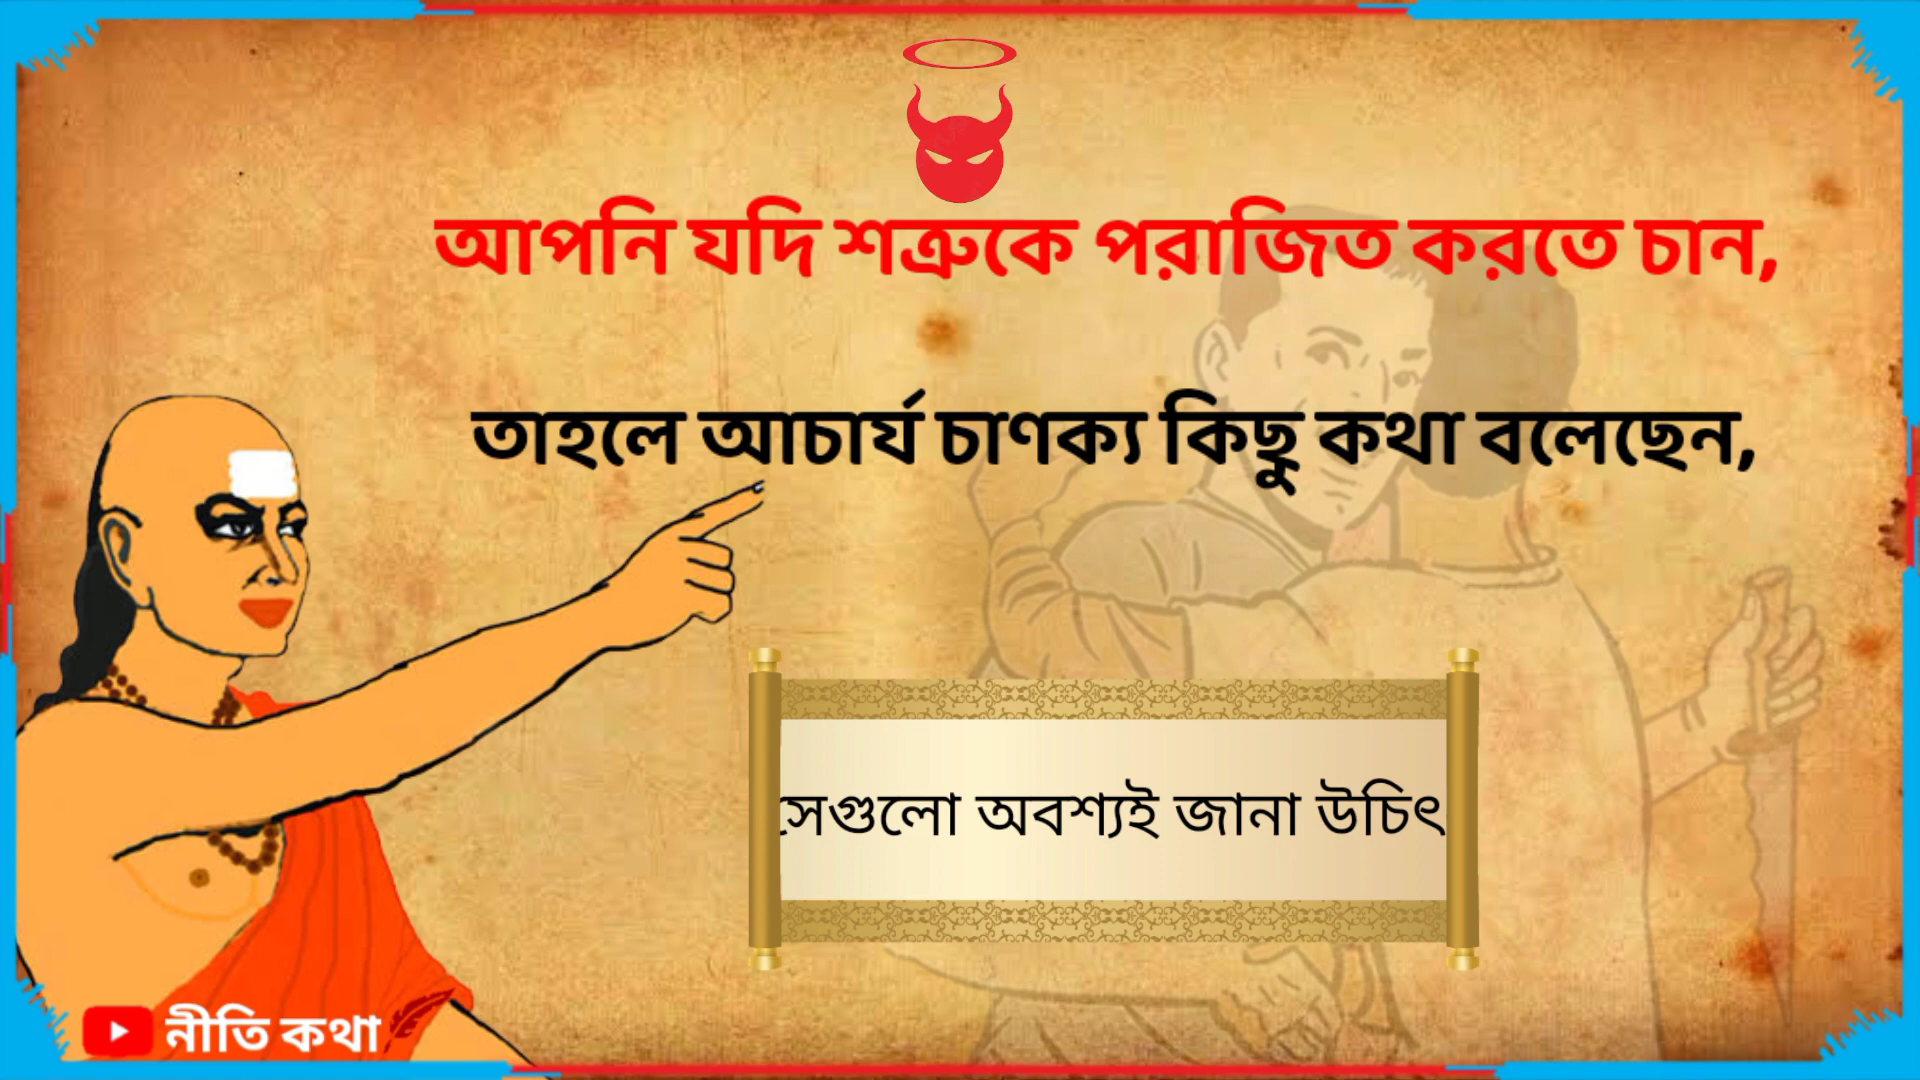 আপনি যদি শত্রুকে পরাজিত করতে চান,
তাহলে আচার্য চাণক্য কিছু কথা বলেছেন,
সেগুলো অবশ্যই জানা উচিৎ
নীতি কথা